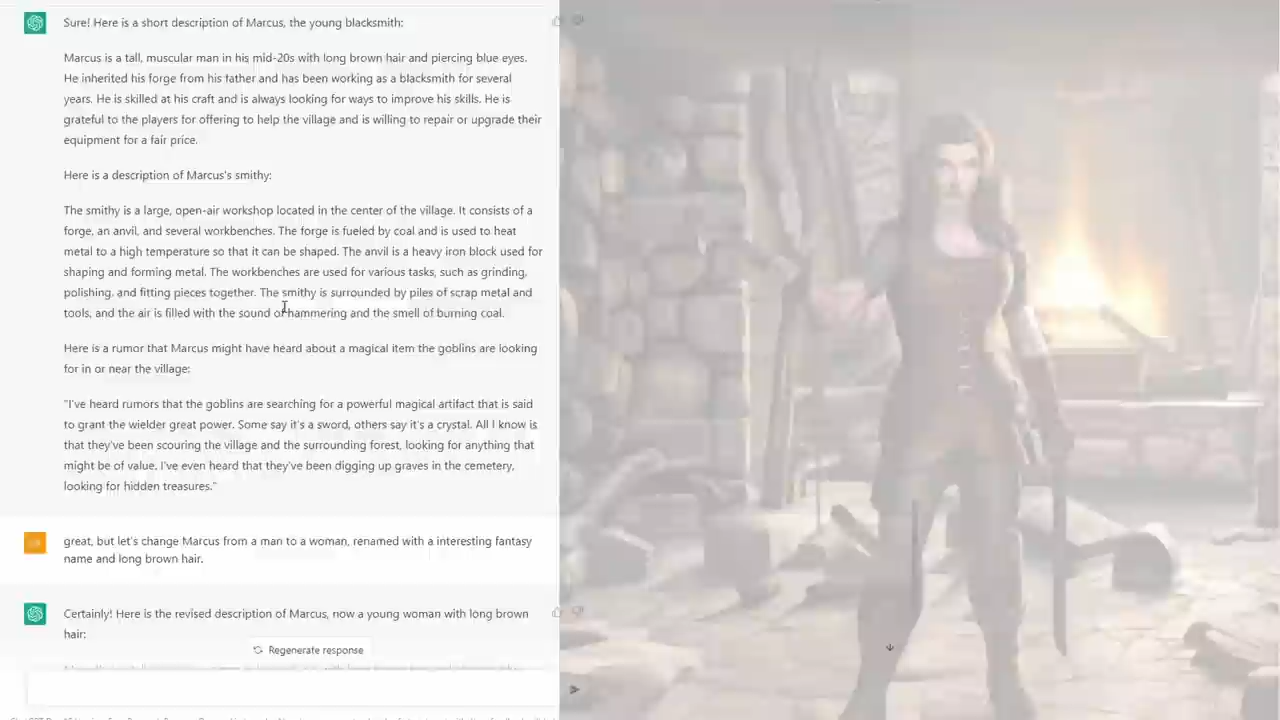 Sure! Here is a short description of Marcus, the young blacksmith:
Marcus is a tall, muscular man in his mid-20s with long brown hair and piercing blue eyes.
He inherited his forge from his father and has been working as a blacksmith for several
years. He is skilled at his craft and is always looking for ways to improve his skills. He is
grateful to the players for offering to help the village and is willing to repair or upgrade their
equipment for a fair price.
Here is a description of Marcus's smithy:
The smithy is a large, open-air workshop located in the center of the village. It consists of a
forge, an anvil, and several workbenches. The forge is fueled by coal and is used to heat
metal to a high temperature so that it can be shaped. The anvil is a heavy iron block used for
shaping and forming metal. The workbenches are used for various tasks, such as grinding,
polishing, and fitting pieces together. The smithy is surrounded by piles of scrap metal and
tools, and the air is filled with the sound of hammering and the smell of burning coal.
Here is a rumor that Marcus might have heard about a magical item the goblins are looking
for in or near the village:
"I've heard rumors that the goblins are searching for a powerful magical artifact that is said
to grant the wielder great power. Some say it's a sword, others say it's a crystal. All I know is
that they've been scouring the village and the surrounding forest, looking for anything that
might be of value. I've even heard that they've been digging up graves in the cemetery,
looking for hidden treasures."
great, but let's change Marcus from a man to a woman, renamed with a interesting fantasy
name and long brown hair.
Certainly! Here is the revised description of Marcus, now a young woman with long brown
hair:
Regenerate response